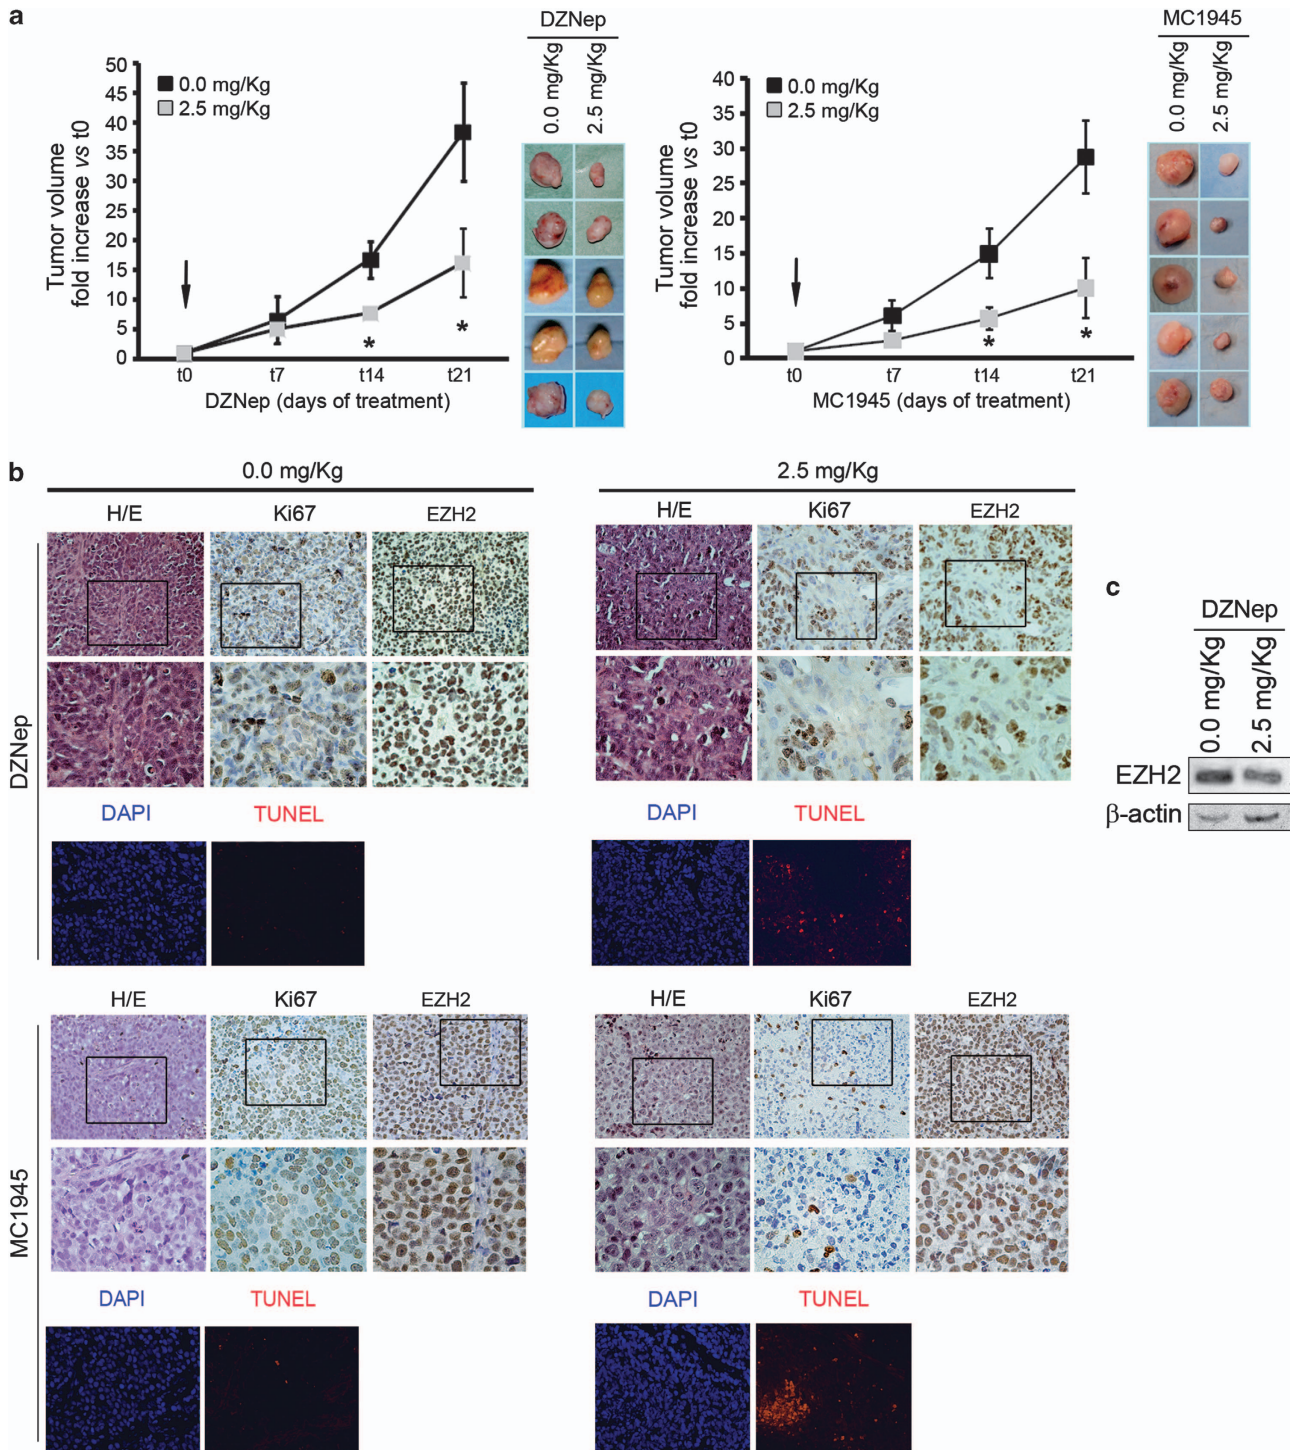 a
DZNep
0.0 mg/Kg
2.5 mg/Kg
50
45
40
35
30
25
20
15
10
5
0
Tumor volume
fold increase vs t0
0.0 mg/Kg
2.5 mg/Kg
*
*
t0 t7 t14 t21
DZNep (days of treatment)
MC1945
0.0 mg/Kg
2.5 mg/Kg
40
35
30
25
20
15
10
5
0
Tumor volume
fold increase vs t0
0.0 mg/Kg
2.5 mg/Kg
*
*
t0 t7 t14 t21
MC1945 (days of treatment)
b
0.0 mg/Kg
2.5 mg/Kg
DZNep
H/E Ki67 EZH2
H/E Ki67 EZH2
DAPI TUNEL
DAPI TUNEL
MC1945
H/E Ki67 EZH2
H/E Ki67 EZH2
DAPI TUNEL
DAPI TUNEL
c
DZNep
0.0 mg/Kg
2.5 mg/Kg
EZH2
β-actin